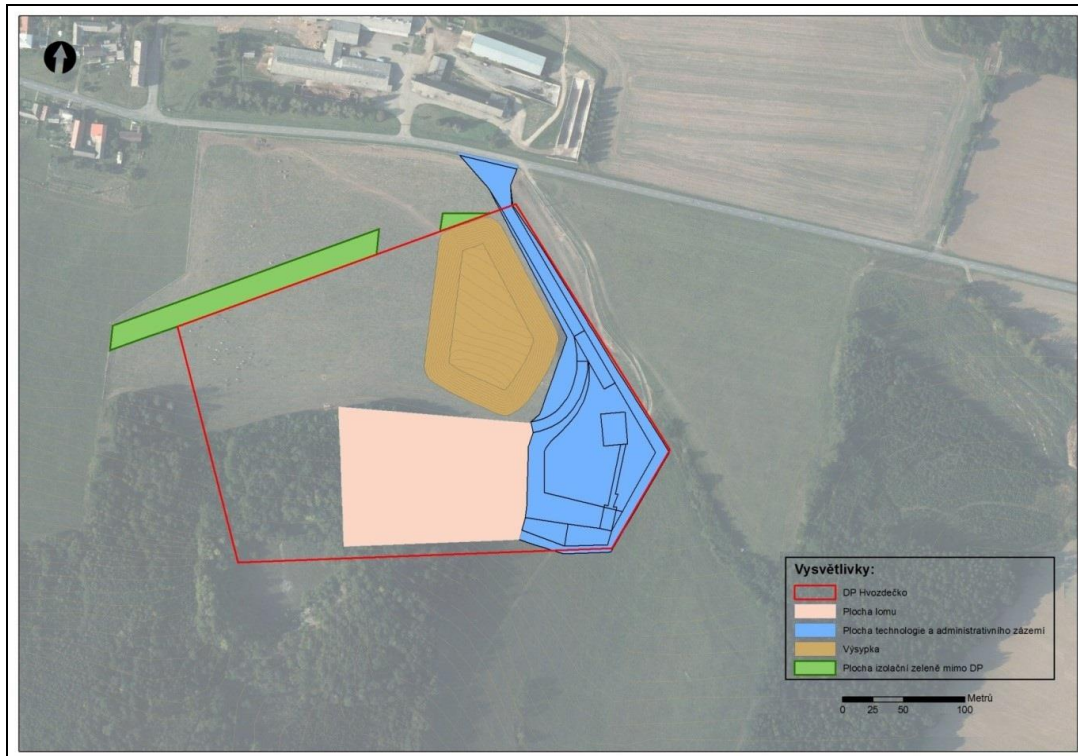 Vysvětlivky:
DP Hvozdečko
Plocha lomu
Plocha technologie a administrativního zázemí
Výsypka
Plocha izolační zeleně mimo DP
Metrů
0 25 50 100